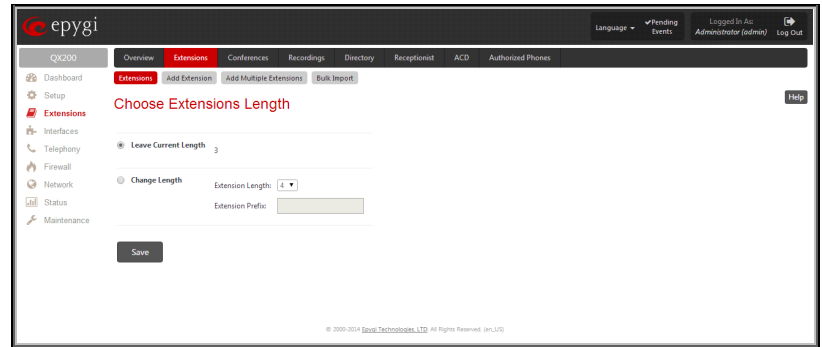 epygi
Language
Pending Events
Logged In As:
Administrator (admin)
Log Out
QX200
Overview
Extensions
Conferences
Recordings
Directory
Receptionist
ACD
Authorized Phones
Dashboard
Setup
Extensions
Interfaces
Telephony
Firewall
Network
Status
Maintenance
Extensions
Add Extension
Add Multiple Extensions
Bulk Import
Help
Choose Extensions Length
Leave Current Length 3
Change Length
Extension Length: 4
Extension Prefix:
Save
© 2003-2014 Epygi Technologies, LTD. All Rights Reserved. (en_US)